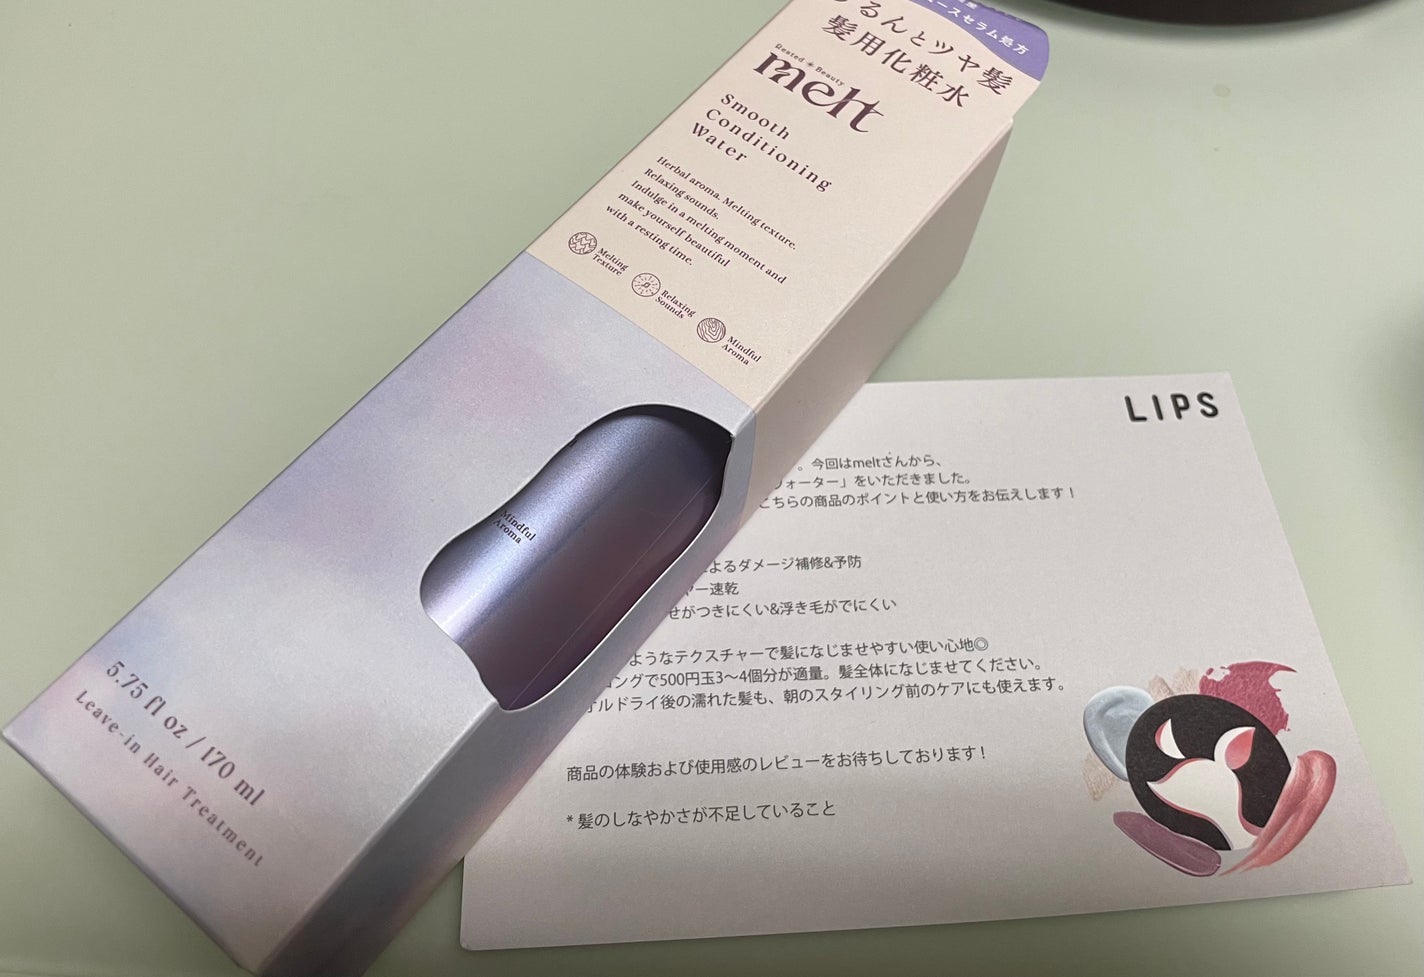 ースセラム処方
るんとツヤ髪
髪用化粧水
Rested Beauty
melt
Smooth
Conditioning
Water
Herbal aroma. Melting texture.
Relaxing sounds.
Indulge in a melting moment and
make yourself beautiful
with a resting time.
Melting
Texture
Relaxing
Sounds
Mindful
Aroma
Mindful
Aroma
5.75 fl oz / 170 ml
Leave-in Hair Treatment
LIPS
。今回はmeltさんから、
ォーター」をいただきました。
こちらの商品のポイントと使い方をお伝えします！
よるダメージ補修&予防
ー速乾
せがつきにくい&浮き毛がでにくい
ようなテクスチャーで髪になじませやすい使い心地◎
ングで500円玉3〜4個分が適量。髪全体になじませてください。
ルドライ後の濡れた髪も、朝のスタイリング前のケアにも使えます。
商品の体験および使用感のレビューをお待ちしております！
* 髪のしなやかさが不足していること